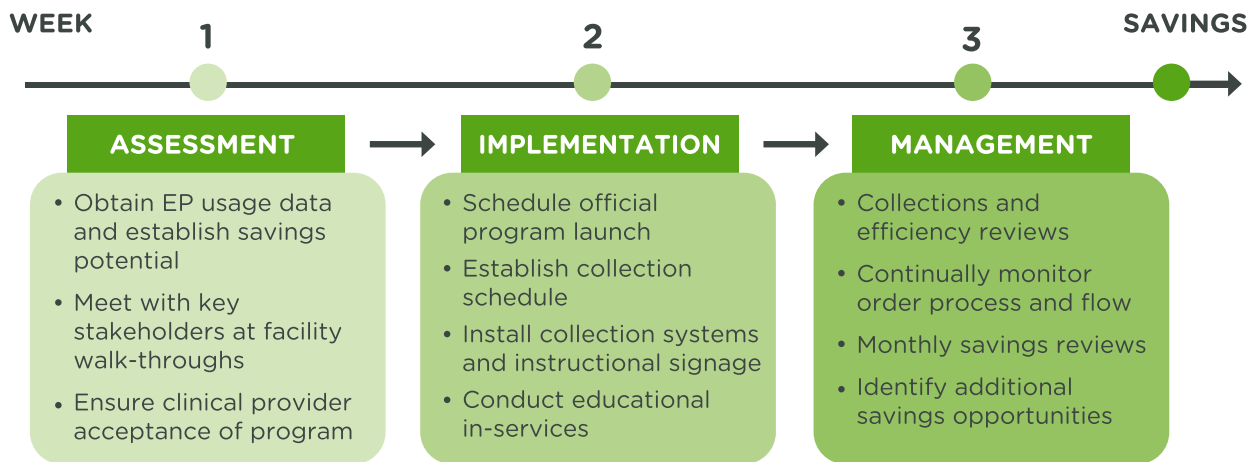 WEEK
1
2
3
SAVINGS
ASSESSMENT
• Obtain EP usage data
and establish savings
potential
• Meet with key
stakeholders at facility
walk-throughs
• Ensure clinical provider
acceptance of program
IMPLEMENTATION
• Schedule official
program launch
• Establish collection
schedule
• Install collection systems
and instructional signage
• Conduct educational
in-services
MANAGEMENT
• Collections and
efficiency reviews
• Continually monitor
order process and flow
• Monthly savings reviews
• Identify additional
savings opportunities